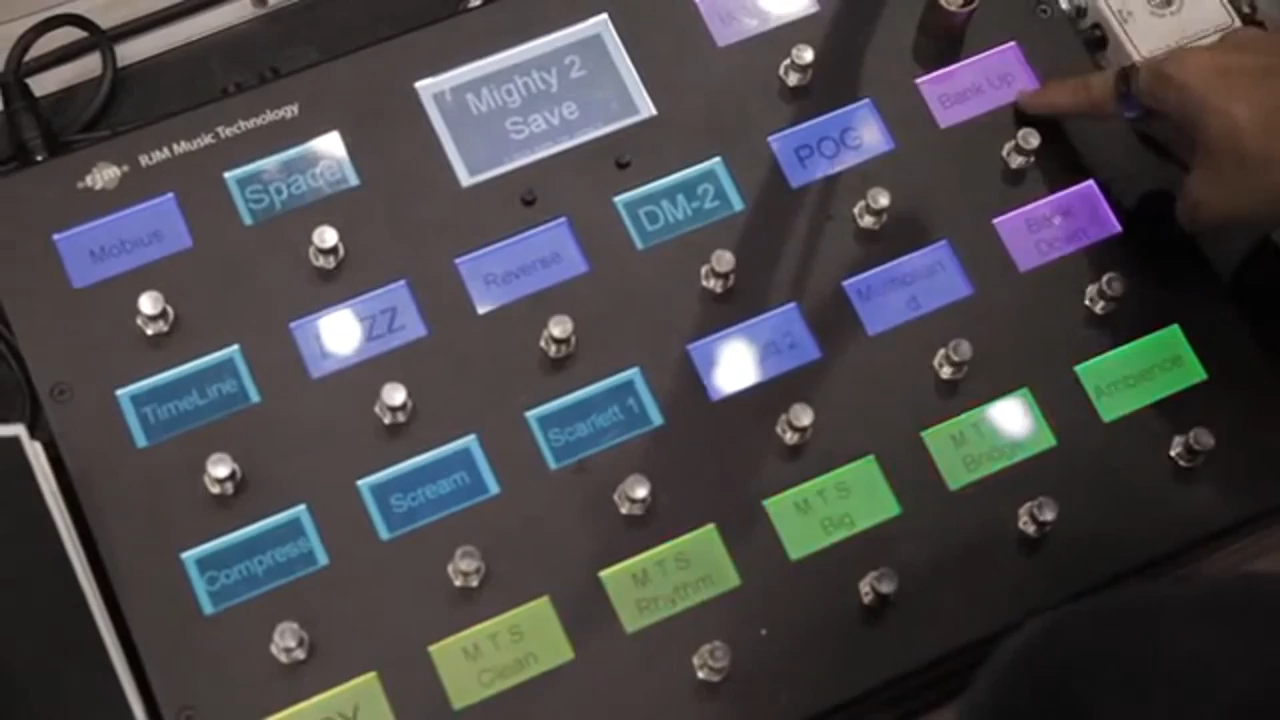 rjm RJM Music Technology
Mighty 2
Save
Bank Up
Space
POG
Mobius
DM-2
Reverse
Bank
Down
TimeLine
Scarlett 1
Ambience
Scream
M T S
Big
Compress
M T S
Rhythm
M T S
Clean